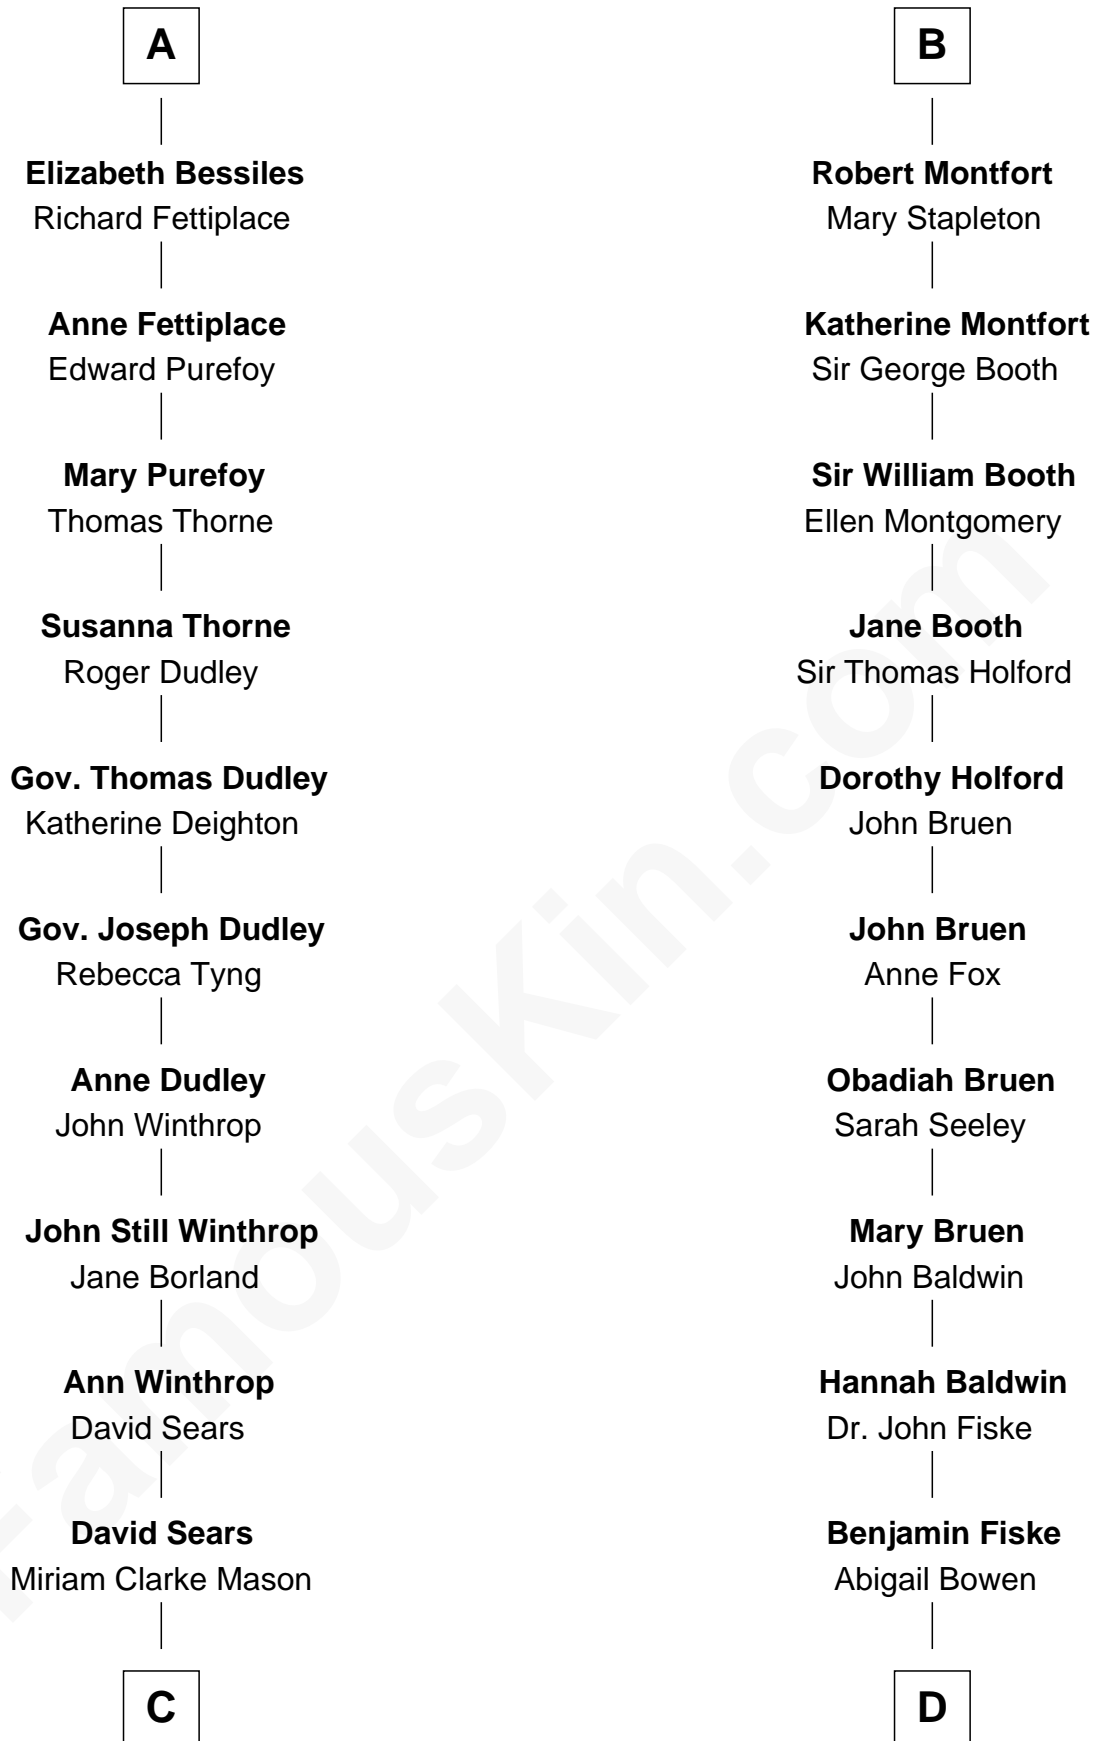 A
Elizabeth Bessiles
Richard Fettiplace
Anne Fettiplace
Edward Purefoy
Mary Purefoy
Thomas Thorne
Susanna Thorne
Roger Dudley
Gov. Thomas Dudley
Katherine Deighton
Gov. Joseph Dudley
Rebecca Tyng
Anne Dudley
John Winthrop
John Still Winthrop
Jane Borland
Ann Winthrop
David Sears
David Sears
Miriam Clarke Mason
C
B
Robert Montfort
Mary Stapleton
Katherine Montfort
Sir George Booth
Sir William Booth
Ellen Montgomery
Jane Booth
Sir Thomas Holford
Dorothy Holford
John Bruen
John Bruen
Anne Fox
Obadiah Bruen
Sarah Seeley
Mary Bruen
John Baldwin
Hannah Baldwin
Dr. John Fiske
Benjamin Fiske
Abigail Bowen
D
FamousKin.com